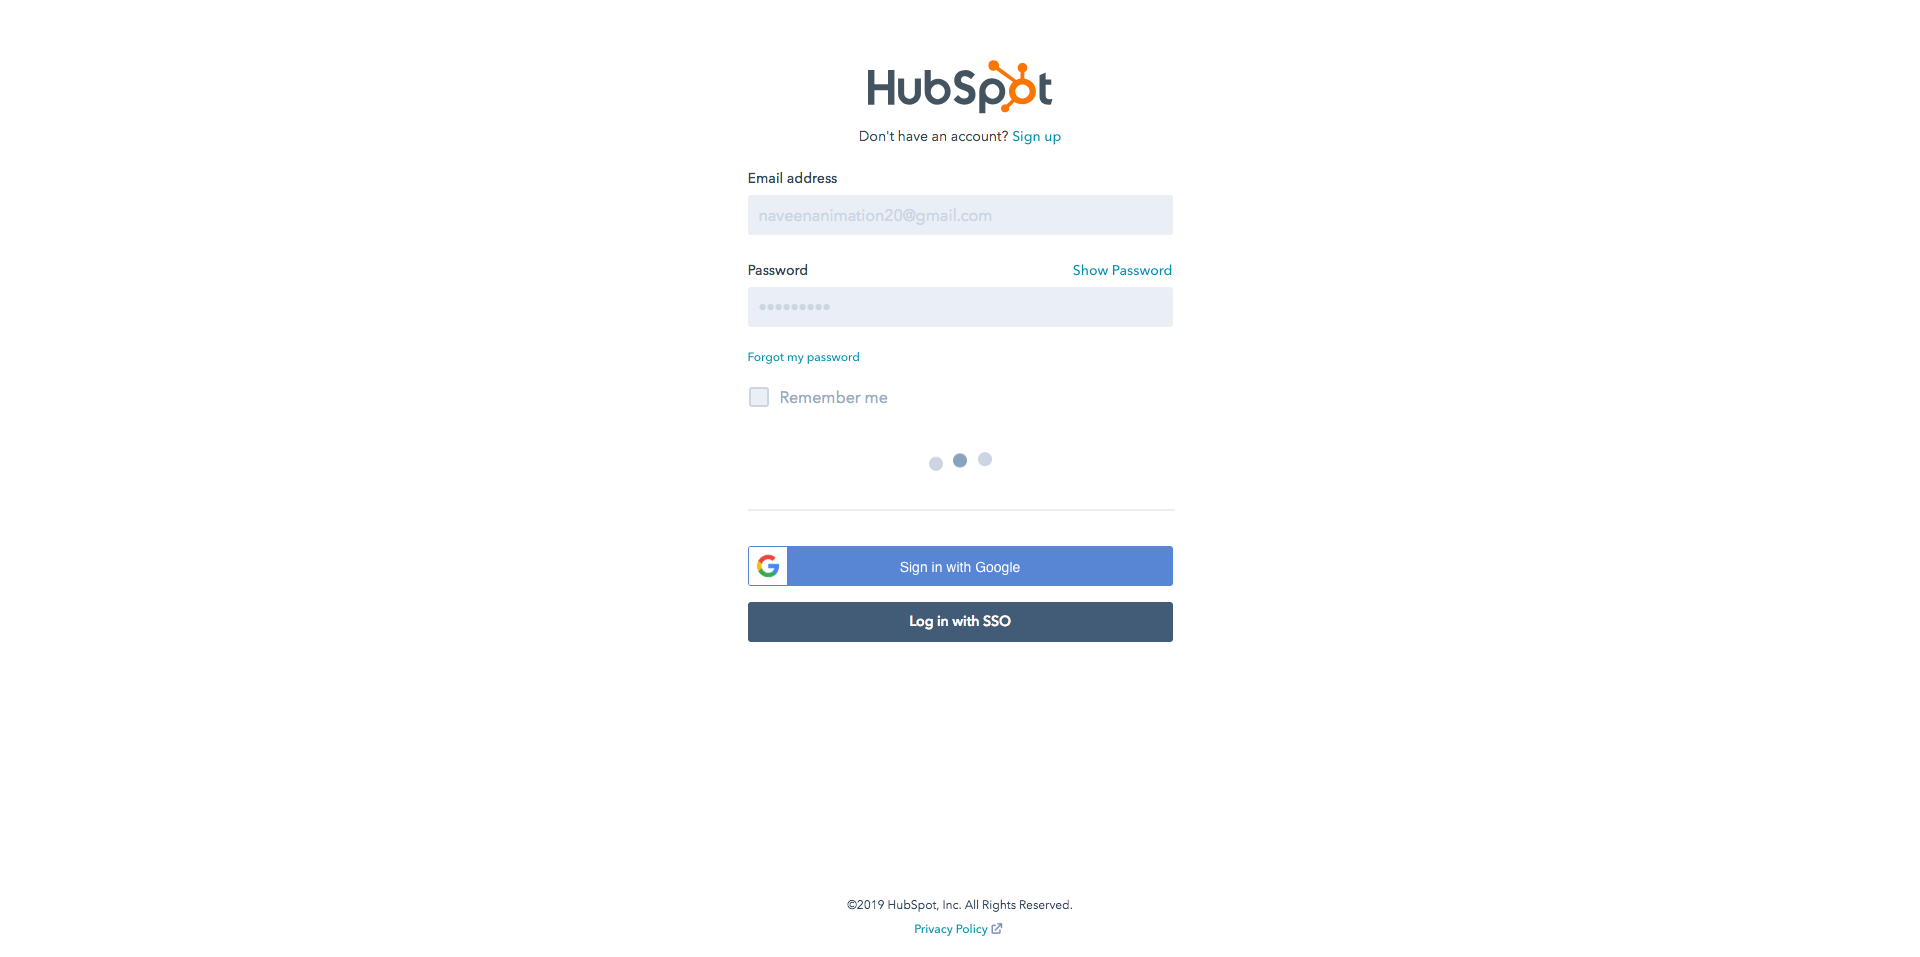 HubSpot
Don't have an account? Sign up
Email address
naveenanimation20@gmail.com
Password Show Password
•••••••••
Forgot my password
Remember me
Sign in with Google
Log in with SSO
©2019 HubSpot, Inc. All Rights Reserved.
Privacy Policy